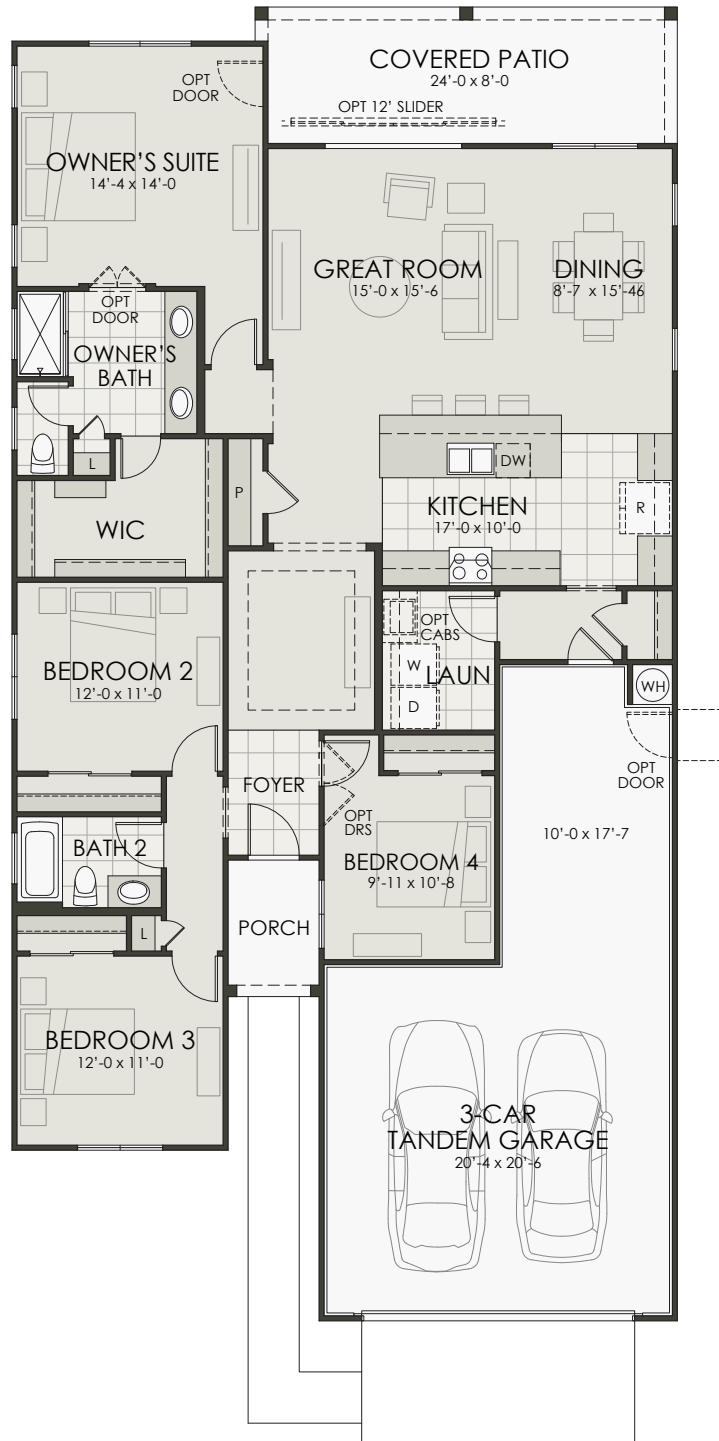 COVERED PATIO
24'-0 x 8'-0
OPT 12' SLIDER
OPT
DOOR
OWNER'S SUITE
14'-4 x 14'-0
GREAT ROOM
15'-0 x 15'-6
DINING
8'-7 x 15'-46
OPT
DOOR
OWNER'S
BATH
L
P
WIC
DW
KITCHEN
17'-0 x 10'-0
R
BEDROOM 2
12'-0 x 11'-0
OPT
CABS
W
LAUN
D
WH
OPT
DOOR
FOYER
OPT
DRS
BATH 2
BEDROOM 4
9'-11 x 10'-8
10'-0 x 17'-7
L
PORCH
BEDROOM 3
12'-0 x 11'-0
3-CAR
TANDEM GARAGE
20'-4 x 20'-6